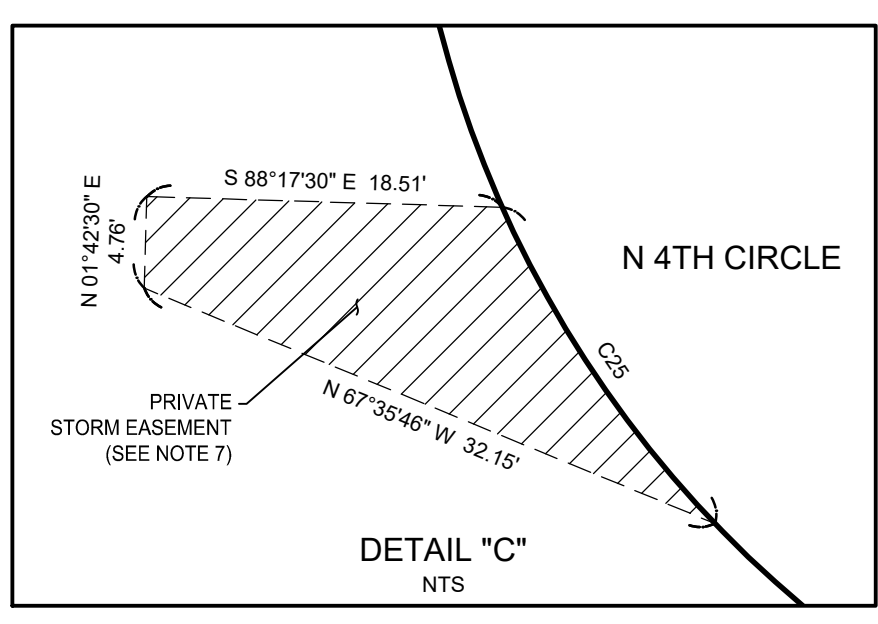 S 88°17'30" E 18.51'
N 01°42'30" E
4.76'
N 4TH CIRCLE
C25
PRIVATE
STORM EASEMENT
(SEE NOTE 7)
N 67°35'46" W 32.15'
DETAIL "C"
NTS